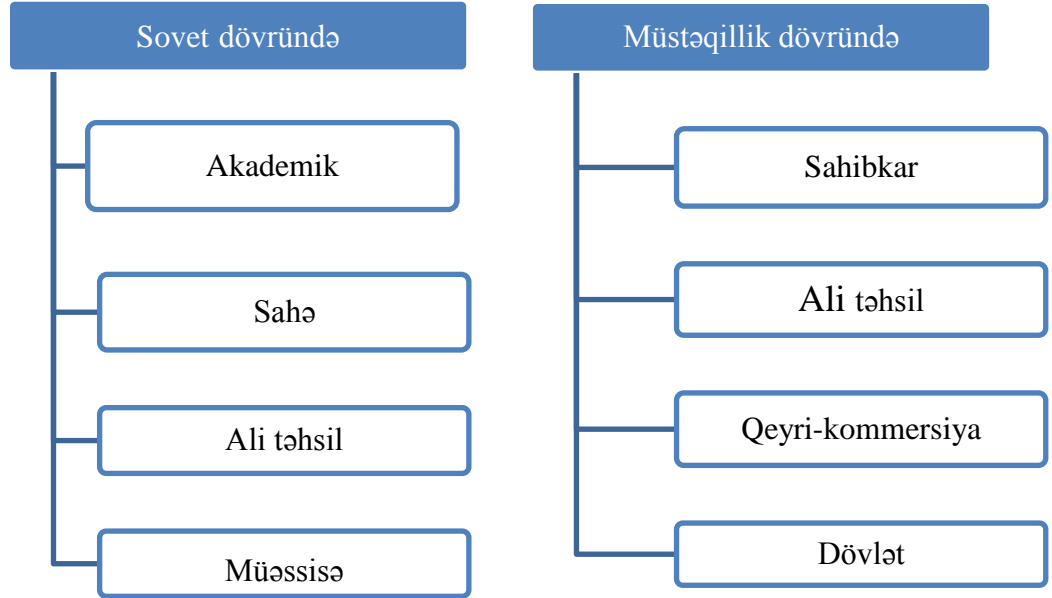 Sovet dövründə
Akademik
Sahə
Ali təhsil
Müəssisə
Müstəqillik dövründə
Sahibkar
Ali təhsil
Qeyri-kommersiya
Dövlət